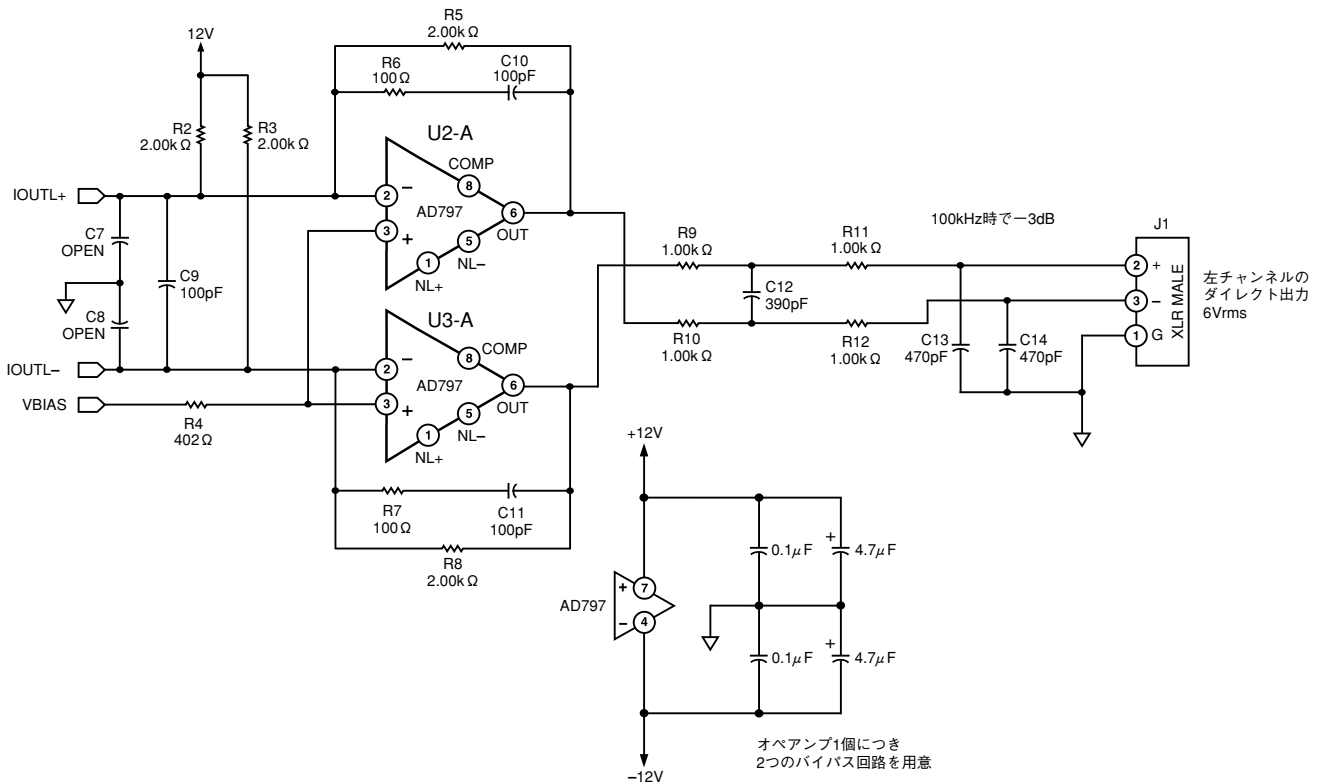 12V
R2
2.00kΩ
R3
2.00kΩ
R5
2.00kΩ
R6
100Ω
C10
100pF
U2-A
COMP
8
2
−
AD797
3
+
6
OUT
5
NL−
1
NL+
IOUTL+
C7
OPEN
C9
100pF
C8
OPEN
IOUTL−
VBIAS
R4
402Ω
U3-A
COMP
8
2
−
AD797
3
+
6
OUT
5
NL−
1
NL+
R7
100Ω
C11
100pF
R8
2.00kΩ
100kHz時で−3dB
R9
1.00kΩ
R11
1.00kΩ
C12
390pF
R10
1.00kΩ
R12
1.00kΩ
C13
470pF
C14
470pF
J1
2 +
3 −
1 G
XLR MALE
左チャンネルの
ダイレクト出力
6Vrms
+12V
AD797
+ 7
− 4
0.1μF
+ 4.7μF
0.1μF
+ 4.7μF
−12V
オペアンプ1個につき
2つのバイパス回路を用意